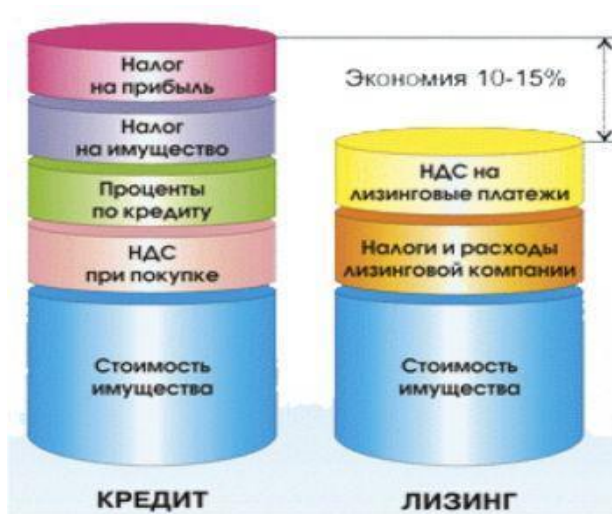 Налог
на прибыль
Налог
на имущество
Проценты
по кредиту
НДС
при покупке
Стоимость
имущества
КРЕДИТ
Экономия 10-15%
НДС на
лизинговые платежи
Налоги и расходы
лизинговой компании
Стоимость
имущества
ЛИЗИНГ